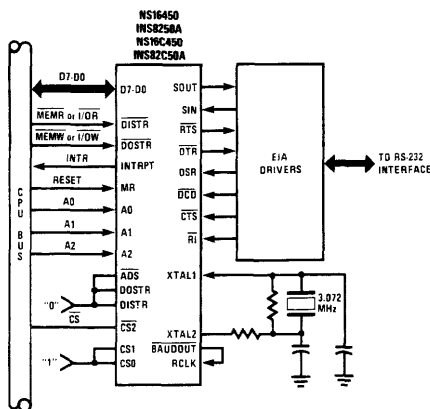 NS16450
INS8250A
NS16C450
INS82C50A
D7-D0
D7-D0
SOUT
MEMR or I/OR
DISTR
SIN
MEMW or I/OW
DOSTR
RTS
INTR
INTRPT
DTR
RESET
MR
DSR
A0
A0
DCD
A1
A1
CTS
A2
A2
RI
EIA
DRIVERS
TO RS-232
INTERFACE
CPU BUS
ADS
XTAL1
DOSTR
"0"
DISTR
3.072
MHz
CS
CS2
XTAL2
"1"
CS1
BAUDOUT
CS0
RCLK